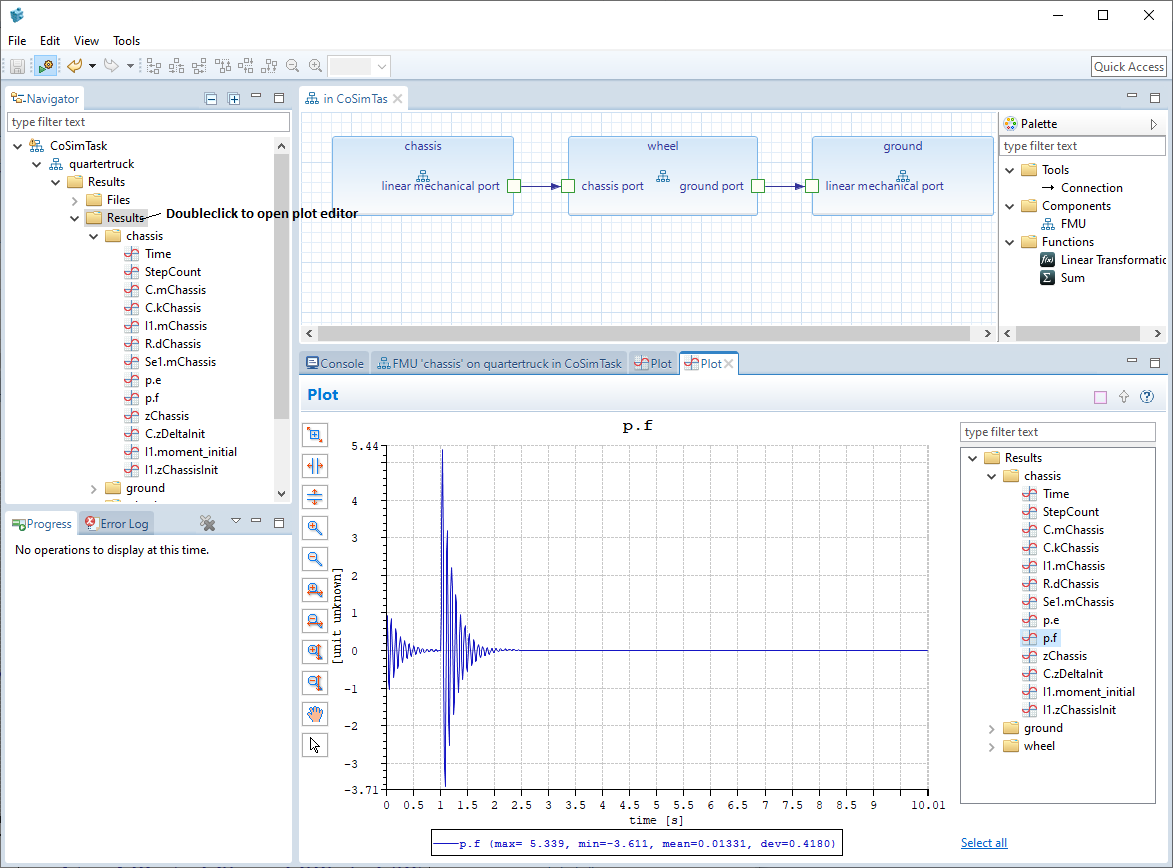 File Edit View Tools
Quick Access
Navigator
type filter text
CoSimTask
quartertruck
Results
Files
Results
Doubleclick to open plot editor
chassis
Time
StepCount
C.mChassis
C.kChassis
I1.mChassis
R.dChassis
Se1.mChassis
p.e
p.f
zChassis
C.zDeltaInit
I1.moment_initial
I1.zChassisInit
ground
Progress Error Log
No operations to display at this time.
in CoSimTas
chassis
linear mechanical port
wheel
chassis port ground port
ground
linear mechanical port
Palette
type filter text
Tools
Connection
Components
FMU
Functions
f(x) Linear Transformatic
Σ Sum
Console FMU 'chassis' on quartertruck in CoSimTask Plot Plot
Plot
p.f
5.44
4
3
2
1
0
-1
-2
-3
-3.71
[unit unknown]
0 0.5 1 1.5 2 2.5 3 3.5 4 4.5 5 5.5 6 6.5 7 7.5 8 8.5 9 10.01
time [s]
p.f (max= 5.339, min=-3.611, mean=0.01331, dev=0.4180)
type filter text
Results
chassis
Time
StepCount
C.mChassis
C.kChassis
I1.mChassis
R.dChassis
Se1.mChassis
p.e
p.f
zChassis
C.zDeltaInit
I1.moment_initial
I1.zChassisInit
ground
wheel
Select all